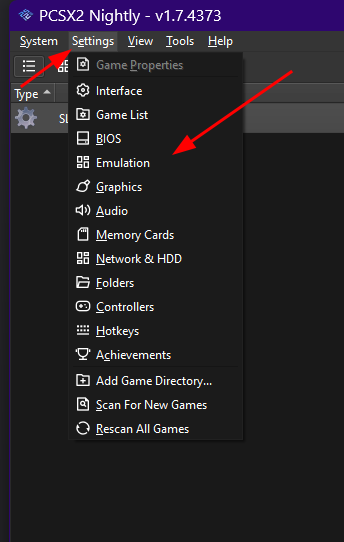 PCSX2 Nightly - v1.7.4373
System Settings View Tools Help
Type
Game Properties
Interface
Game List
BIOS
Emulation
Graphics
Audio
Memory Cards
Network & HDD
Folders
Controllers
Hotkeys
Achievements
Add Game Directory...
Scan For New Games
Rescan All Games